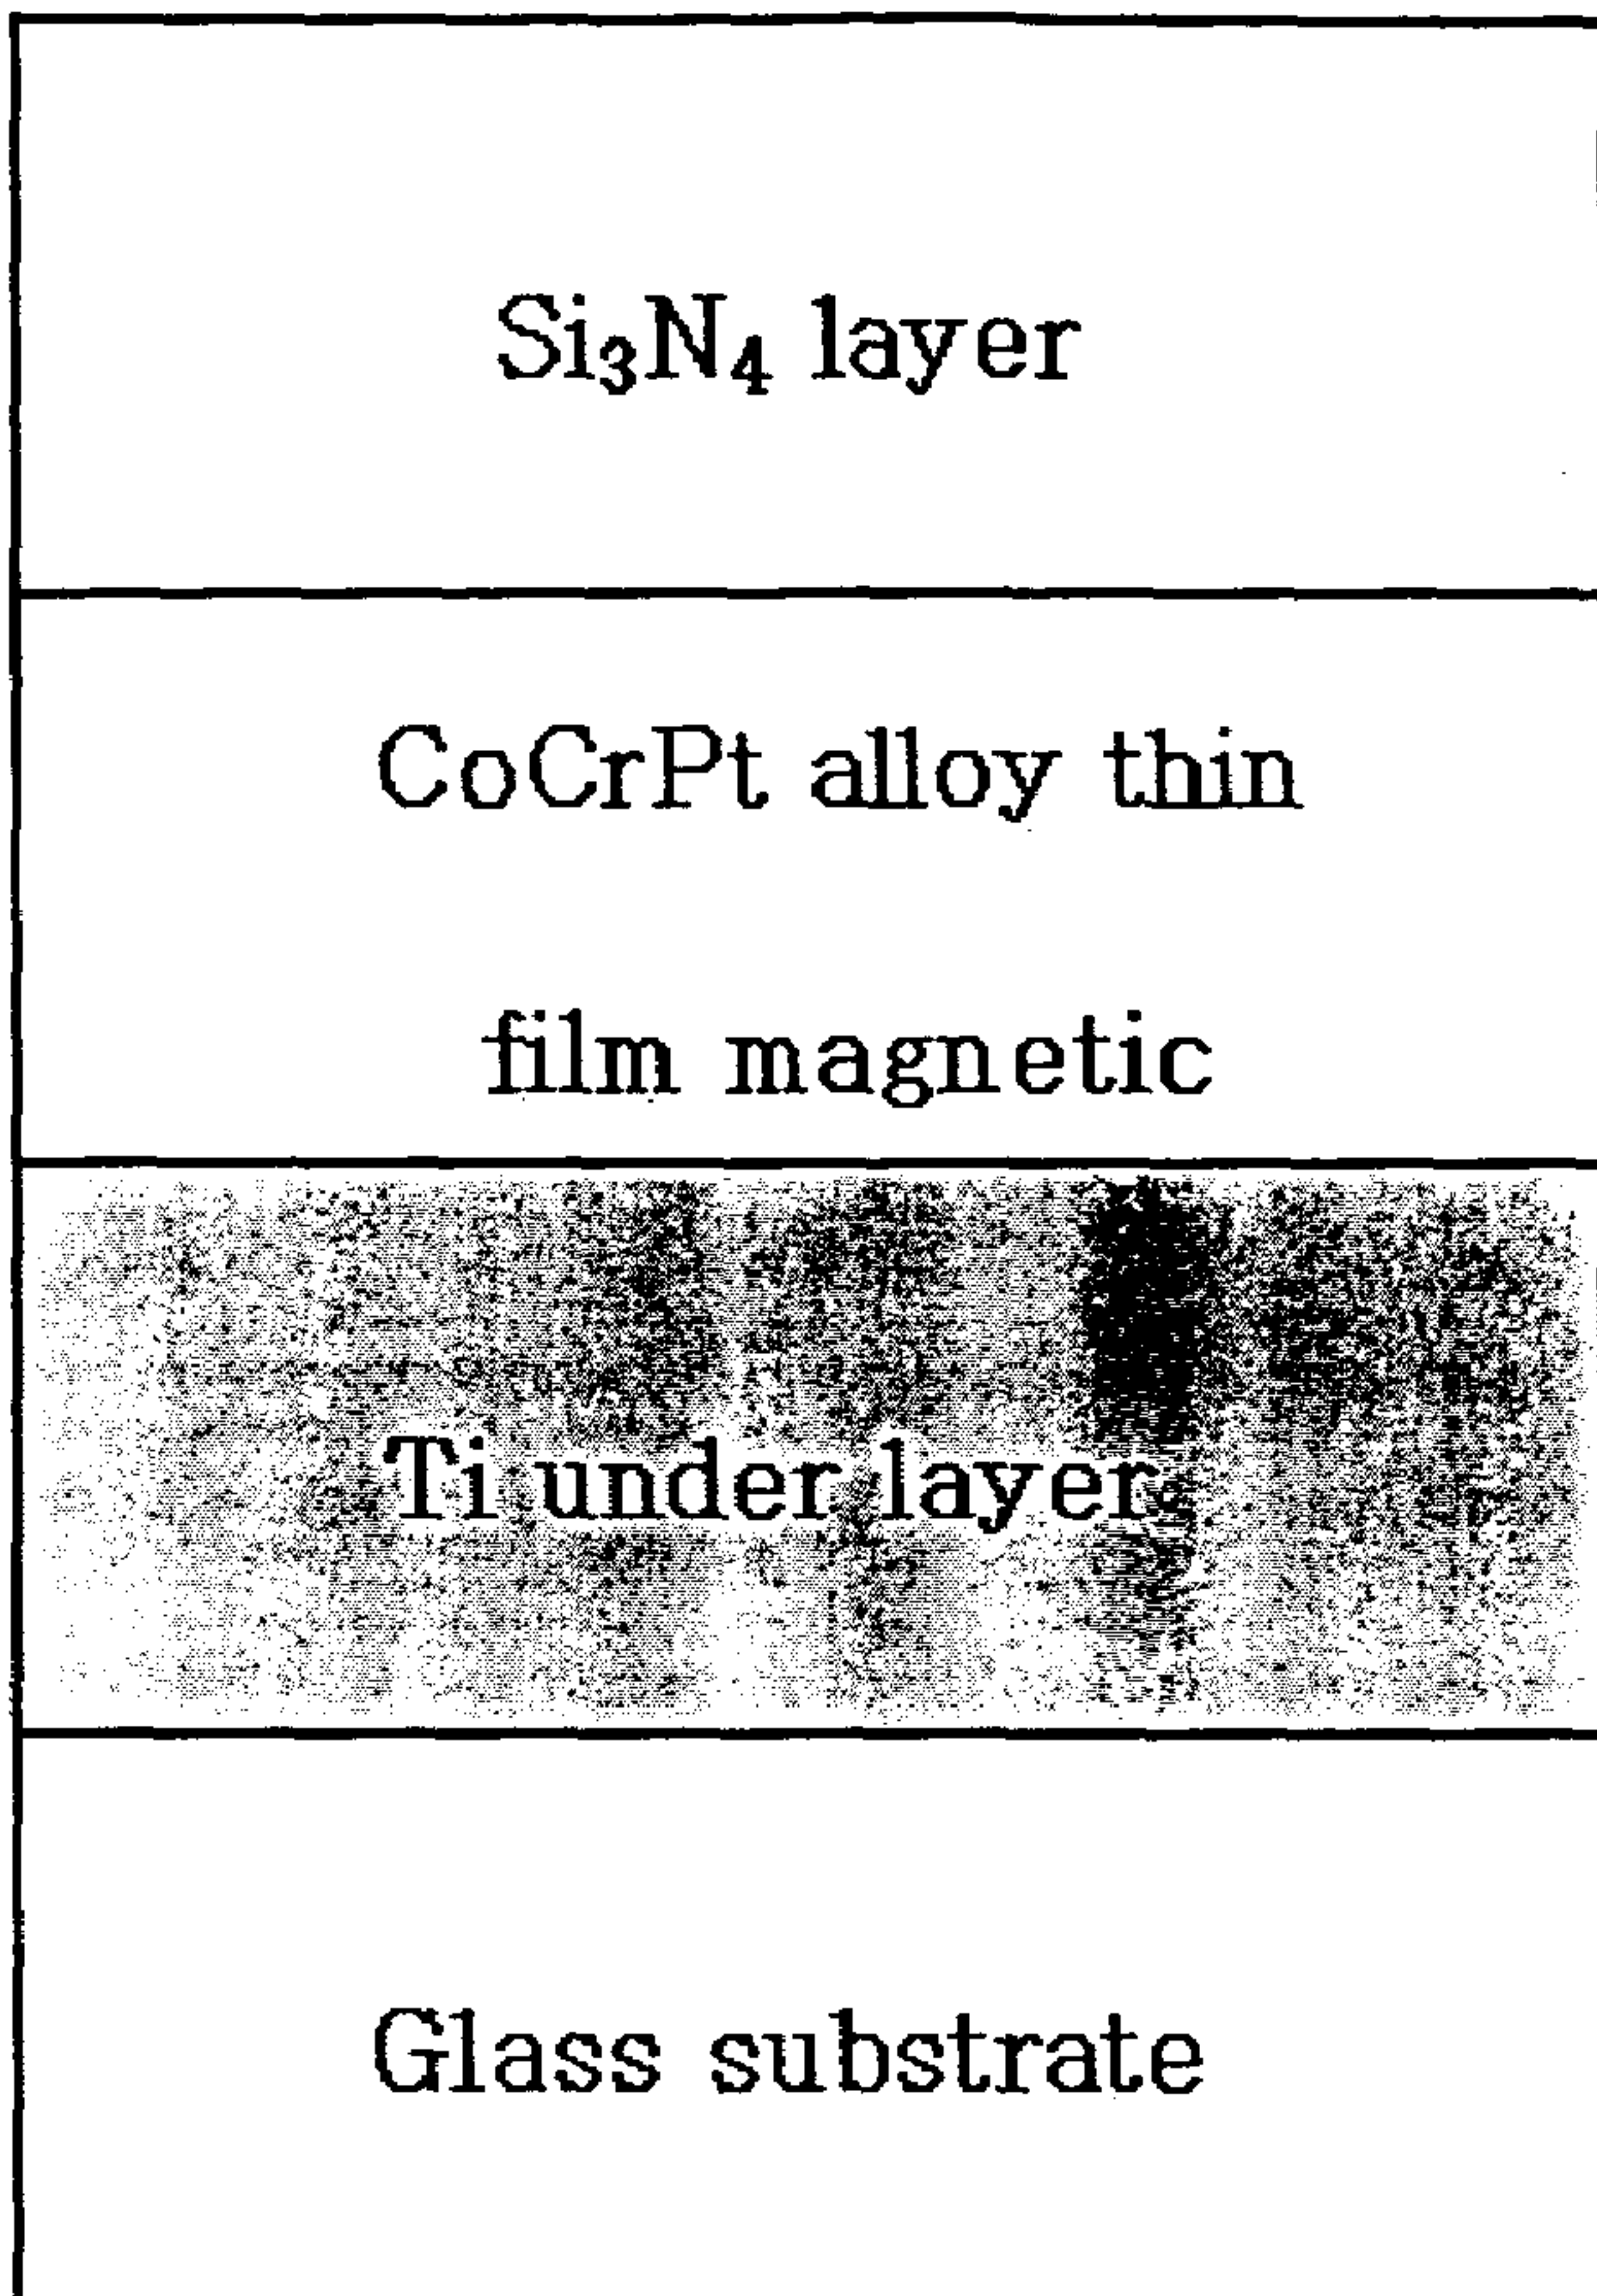 Si₃N₄ layer
CoCrPt alloy thin
film magnetic
Ti under layer
Glass substrate